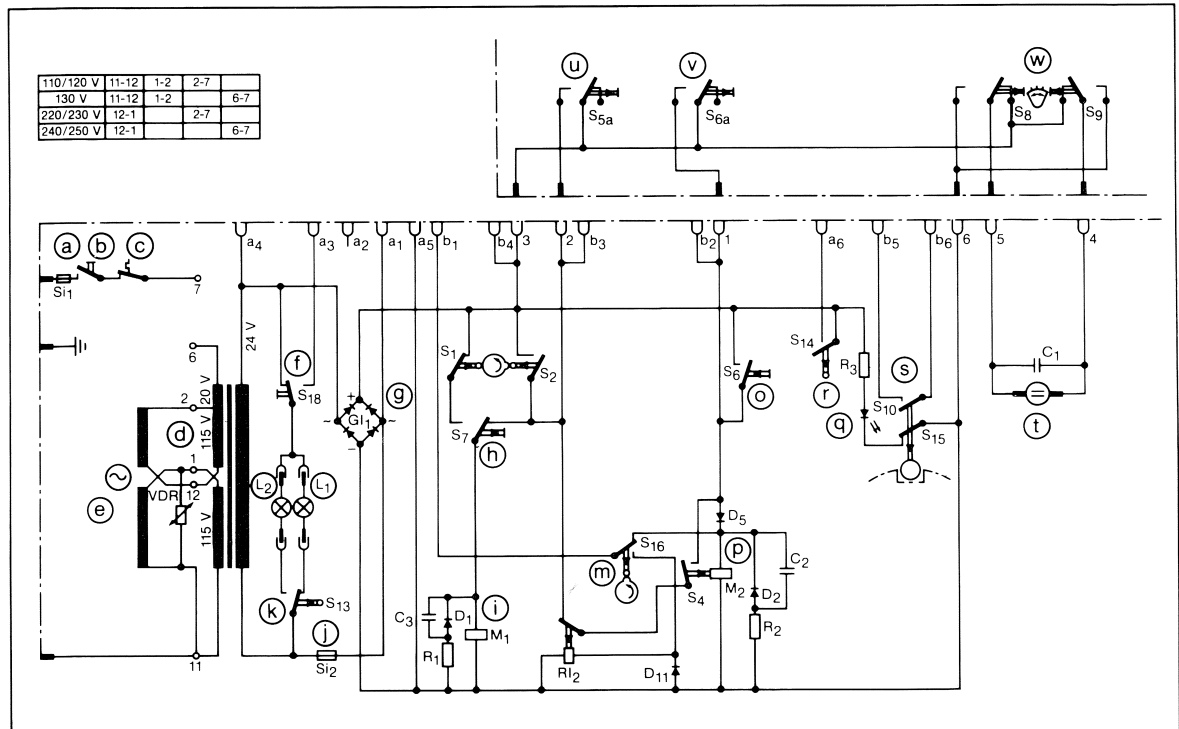 110/120 V 11-12 1-2 2-7
130 V 11-12 1-2 6-7
220/230 V 12-1 2-7
240/250 V 12-1 6-7
u v w
S5a S6a S8 S9
a4 a3 a2 a1 a5 b1 b4 3 2 b3 b2 1 a6 b5 b6 6 5 4
a b c
Si1 7
24 V
6
f
S18
S1 S2
S6
S14
R3
s
C1
20 V
2
d
115 V
+
~ GI1 ~
−
g
S7
h
o
r
q
S10
S15
=
t
1
~
VDR 12
e
115 V
L2 L1
D5
S16
m
p
S4 M2
D2
C2
k
S13
C3 D1
i
M1
j
R1
R2
11
Si2
RI2
D11